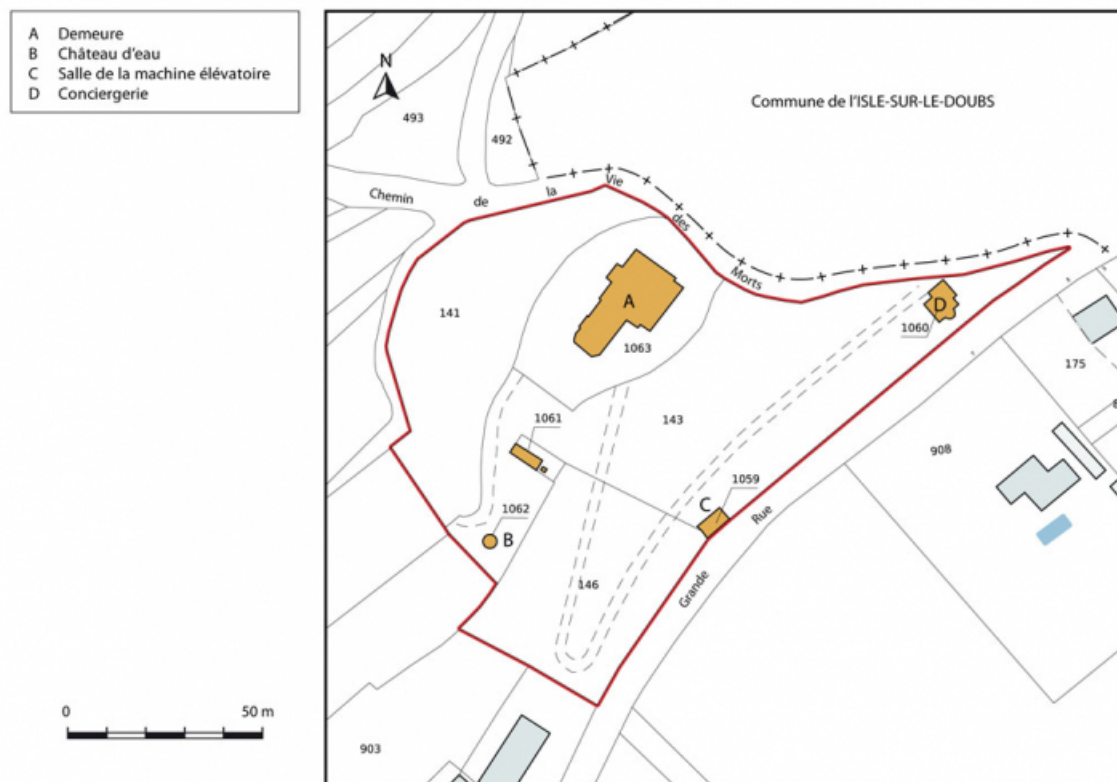 A Demeure
B Château d'eau
C Salle de la machine élévatoire
D Conciergerie
N
Commune de l'ISLE-SUR-LE-DOUBS
493
492
Chemin de la Vie des Morts
141
A
D
1063
1060
175
143
1061
908
1059
C
1062
B
Grande Rue
146
0 50 m
903